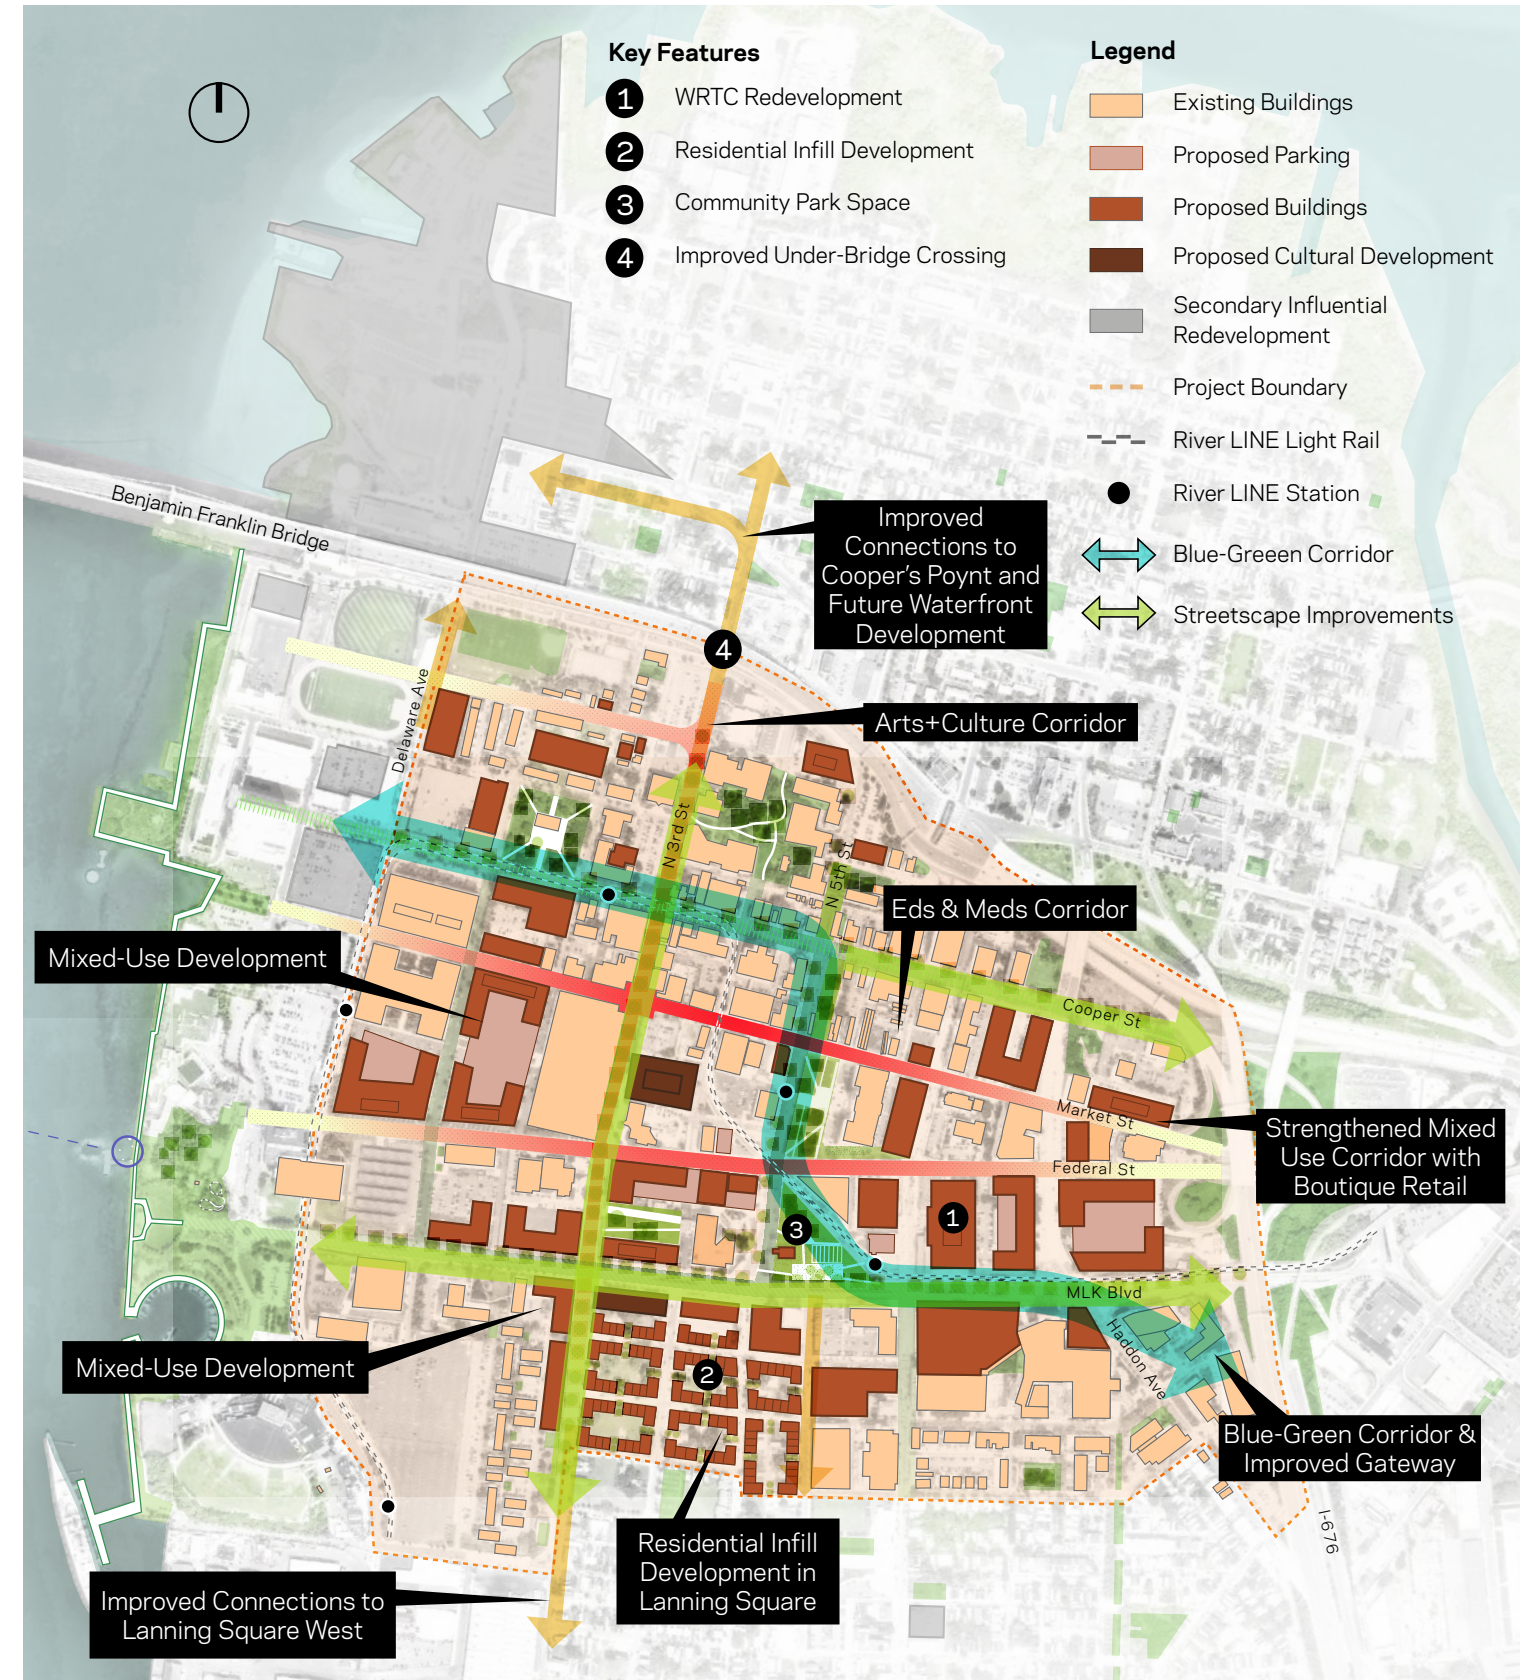 Key Features
1 WRTC Redevelopment
2 Residential Infill Development
3 Community Park Space
4 Improved Under-Bridge Crossing
Legend
Existing Buildings
Proposed Parking
Proposed Buildings
Proposed Cultural Development
Secondary Influential
Redevelopment
Project Boundary
River LINE Light Rail
River LINE Station
Blue-Greeen Corridor
Streetscape Improvements
Benjamin Franklin Bridge
Improved
Connections to
Cooper's Poynt and
Future Waterfront
Development
4
Delaware Ave
Arts+Culture Corridor
N 3rd St
N 5th St
Eds & Meds Corridor
Mixed-Use Development
Cooper St
Market St
Strengthened Mixed
Use Corridor with
Boutique Retail
Federal St
1
3
MLK Blvd
Haddon Ave
Mixed-Use Development
2
Blue-Green Corridor &
Improved Gateway
I-676
Residential Infill
Development in
Lanning Square
Improved Connections to
Lanning Square West